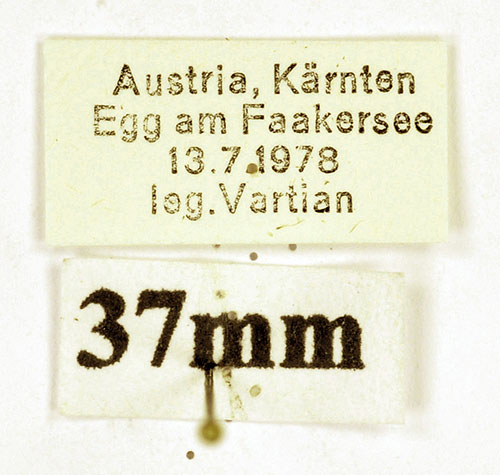 Austria, Kärnten
Egg am Faakersee
13.7.1978
leg.Vartian
37mm